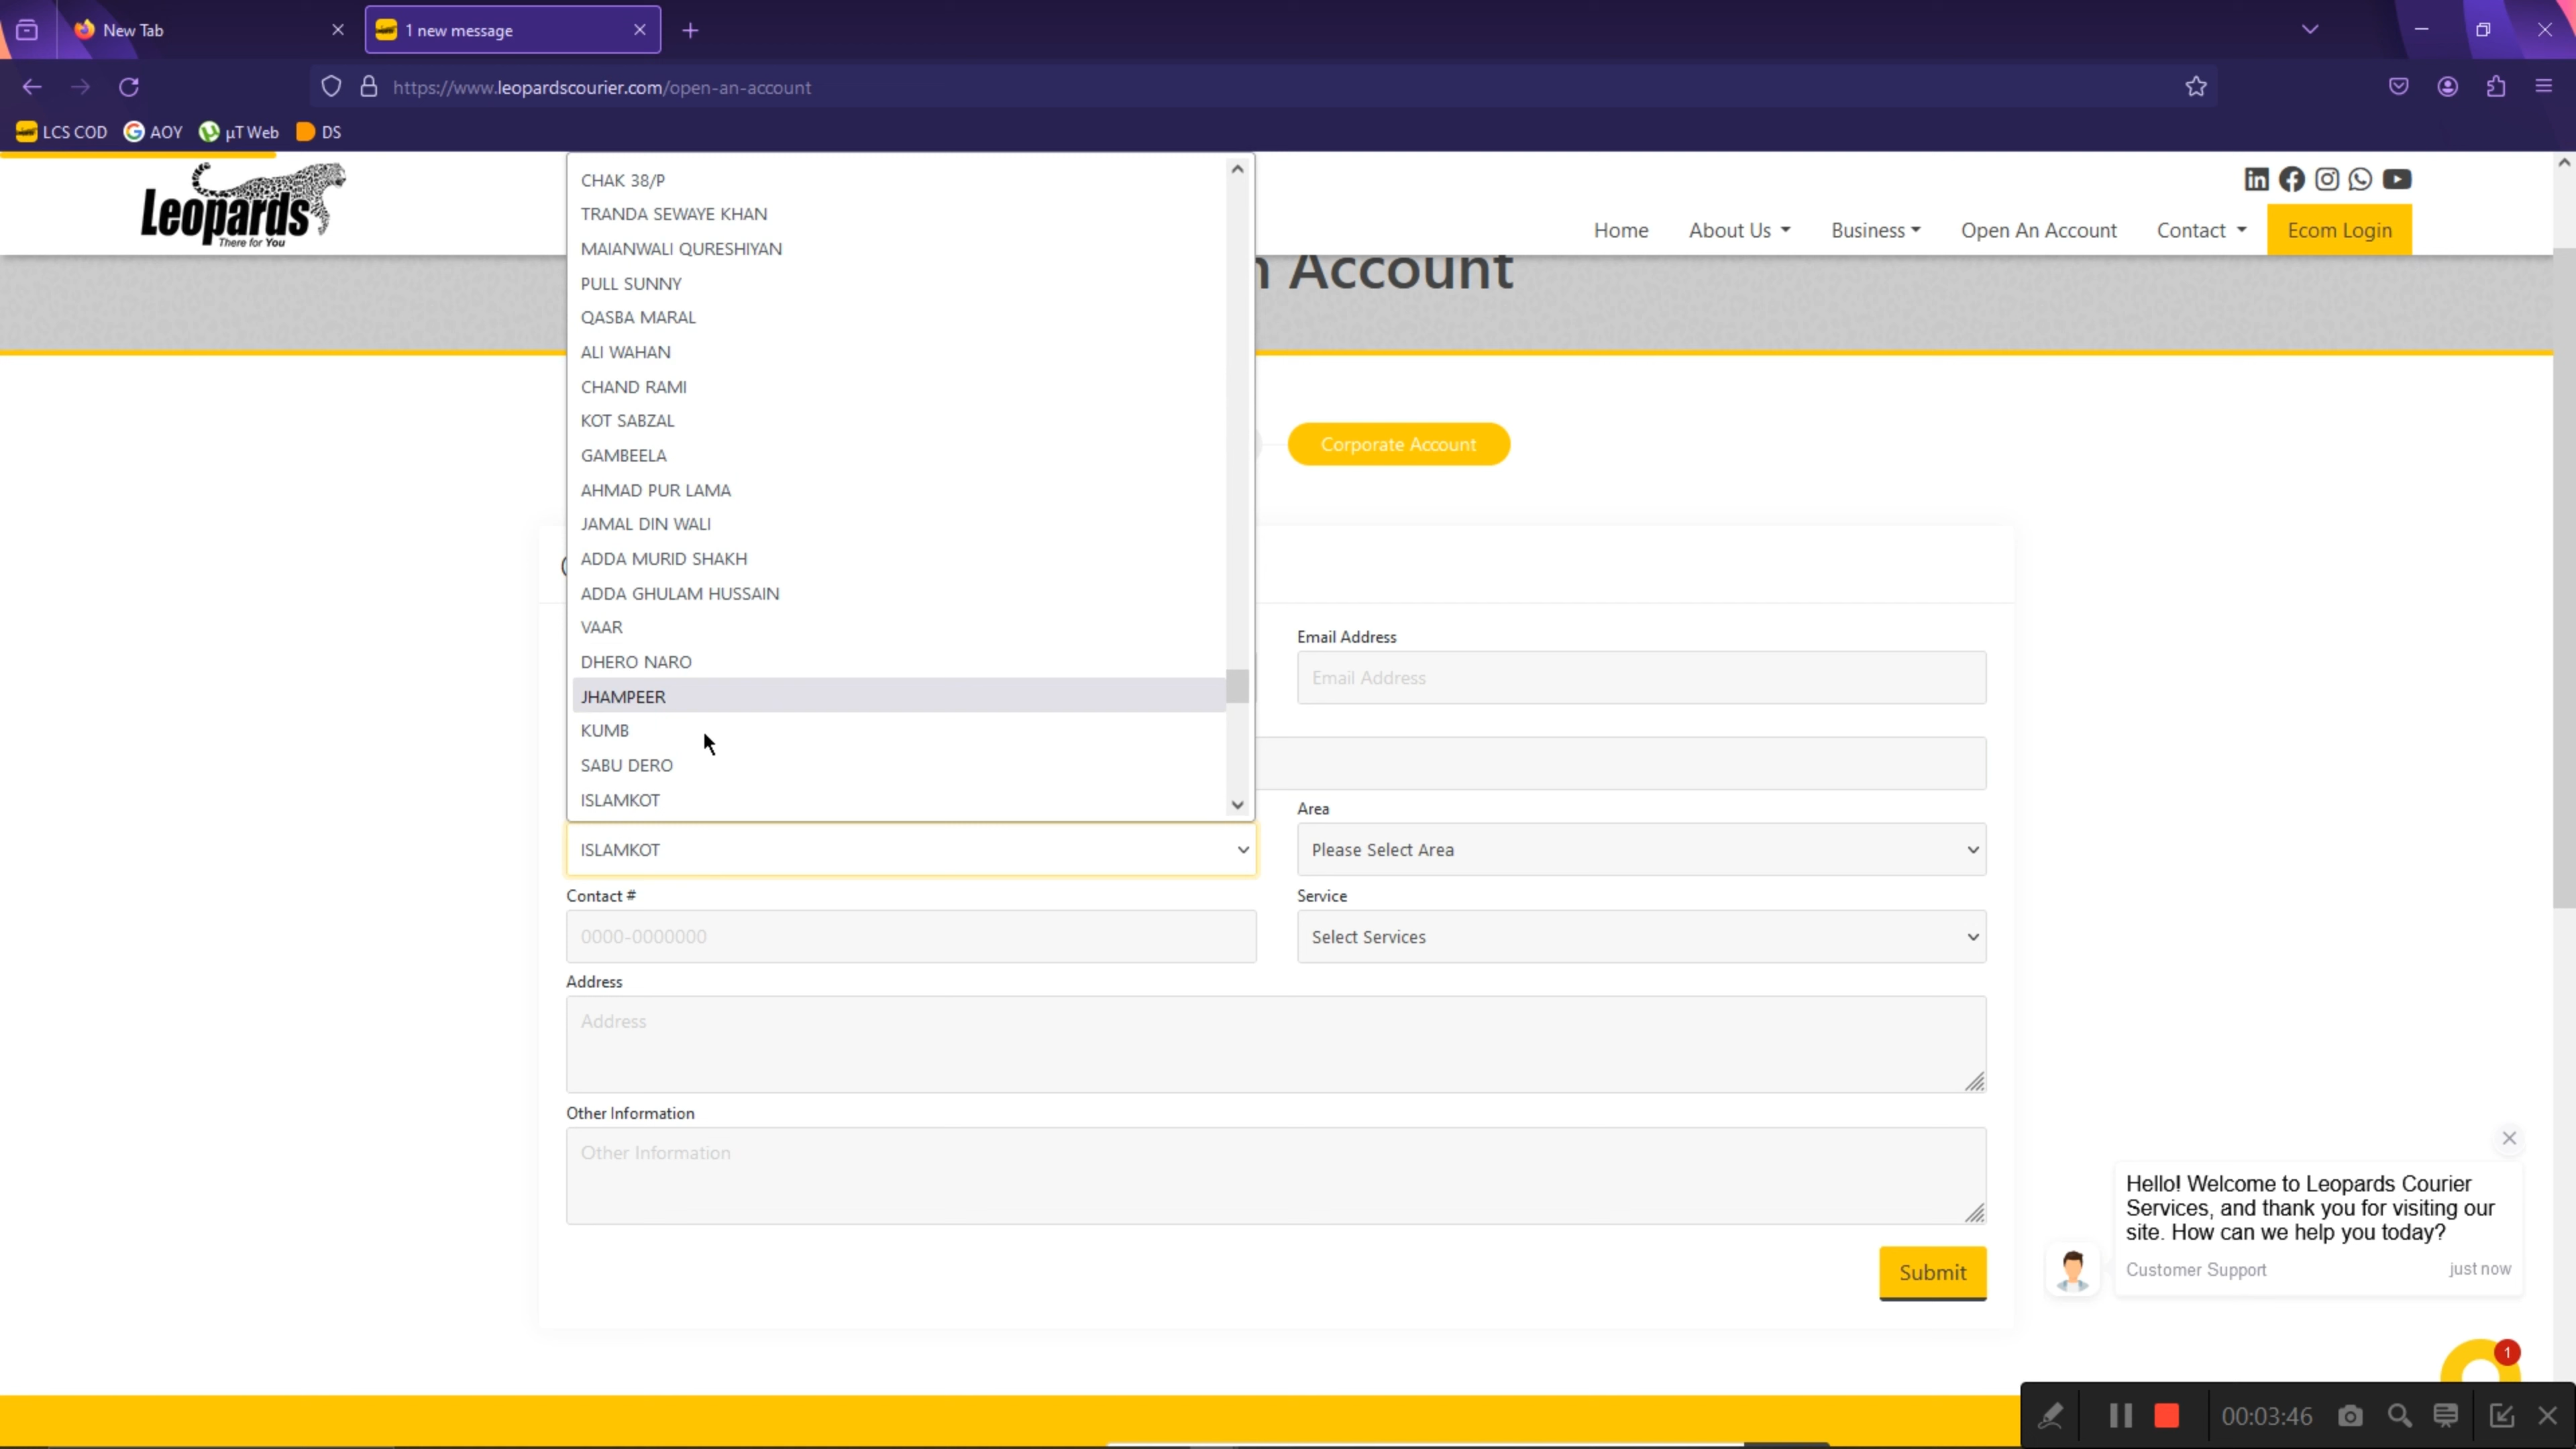 New Tab
1 new message
https://www.leopardscourier.com/open-an-account
LCS COD
AOY
µT Web
DS
Leopards
There for You
Home
About Us
Business
Open An Account
Contact
Ecom Login
n Account
Corporate Account
CHAK 38/P
TRANDA SEWAYE KHAN
MAIANWALI QURESHIYAN
PULL SUNNY
QASBA MARAL
ALI WAHAN
CHAND RAMI
KOT SABZAL
GAMBEELA
AHMAD PUR LAMA
JAMAL DIN WALI
ADDA MURID SHAKH
ADDA GHULAM HUSSAIN
VAAR
DHERO NARO
JHAMPEER
KUMB
SABU DERO
ISLAMKOT
Email Address
Email Address
ISLAMKOT
Area
Please Select Area
Contact #
0000-0000000
Service
Select Services
Address
Address
Other Information
Other Information
Submit
Hello! Welcome to Leopards Courier
Services, and thank you for visiting our
site. How can we help you today?
Customer Support
just now
1
00:03:46